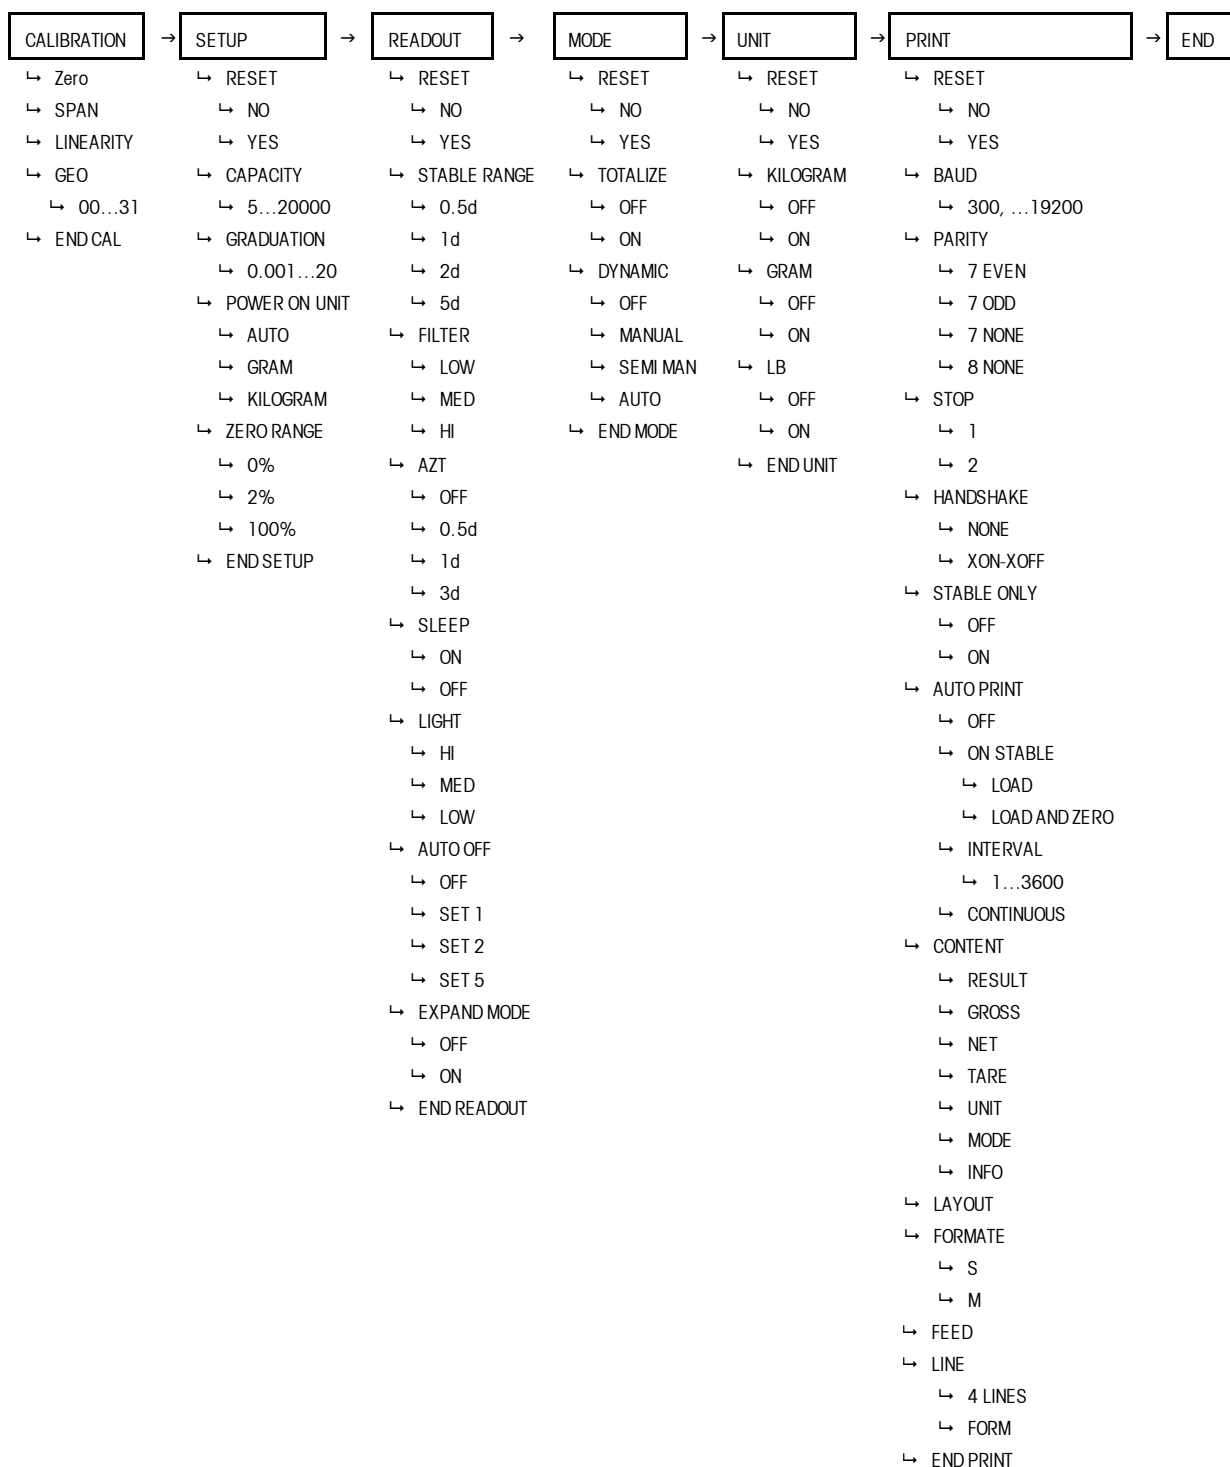 CALIBRATION → SETUP → READOUT → MODE → UNIT → PRINT → END
↳ Zero
↳ SPAN
↳ LINEARITY
↳ GEO
↳ 00...31
↳ END CAL
↳ RESET
↳ NO
↳ YES
↳ CAPACITY
↳ 5...20000
↳ GRADUATION
↳ 0.001...20
↳ POWER ON UNIT
↳ AUTO
↳ GRAM
↳ KILOGRAM
↳ ZERO RANGE
↳ 0%
↳ 2%
↳ 100%
↳ END SETUP
↳ RESET
↳ NO
↳ YES
↳ STABLE RANGE
↳ 0.5d
↳ 1d
↳ 2d
↳ 5d
↳ FILTER
↳ LOW
↳ MED
↳ HI
↳ AZT
↳ OFF
↳ 0.5d
↳ 1d
↳ 3d
↳ SLEEP
↳ ON
↳ OFF
↳ LIGHT
↳ HI
↳ MED
↳ LOW
↳ AUTO OFF
↳ OFF
↳ SET 1
↳ SET 2
↳ SET 5
↳ EXPAND MODE
↳ OFF
↳ ON
↳ END READOUT
↳ RESET
↳ NO
↳ YES
↳ TOTALIZE
↳ OFF
↳ ON
↳ DYNAMIC
↳ OFF
↳ MANUAL
↳ SEMI MAN
↳ AUTO
↳ END MODE
↳ RESET
↳ NO
↳ YES
↳ KILOGRAM
↳ OFF
↳ ON
↳ GRAM
↳ OFF
↳ ON
↳ LB
↳ OFF
↳ ON
↳ END UNIT
↳ RESET
↳ NO
↳ YES
↳ BAUD
↳ 300, ...19200
↳ PARITY
↳ 7 EVEN
↳ 7 ODD
↳ 7 NONE
↳ 8 NONE
↳ STOP
↳ 1
↳ 2
↳ HANDSHAKE
↳ NONE
↳ XON-XOFF
↳ STABLE ONLY
↳ OFF
↳ ON
↳ AUTO PRINT
↳ OFF
↳ ON STABLE
↳ LOAD
↳ LOAD AND ZERO
↳ INTERVAL
↳ 1...3600
↳ CONTINUOUS
↳ CONTENT
↳ RESULT
↳ GROSS
↳ NET
↳ TARE
↳ UNIT
↳ MODE
↳ INFO
↳ LAYOUT
↳ FORMATE
↳ S
↳ M
↳ FEED
↳ LINE
↳ 4 LINES
↳ FORM
↳ END PRINT